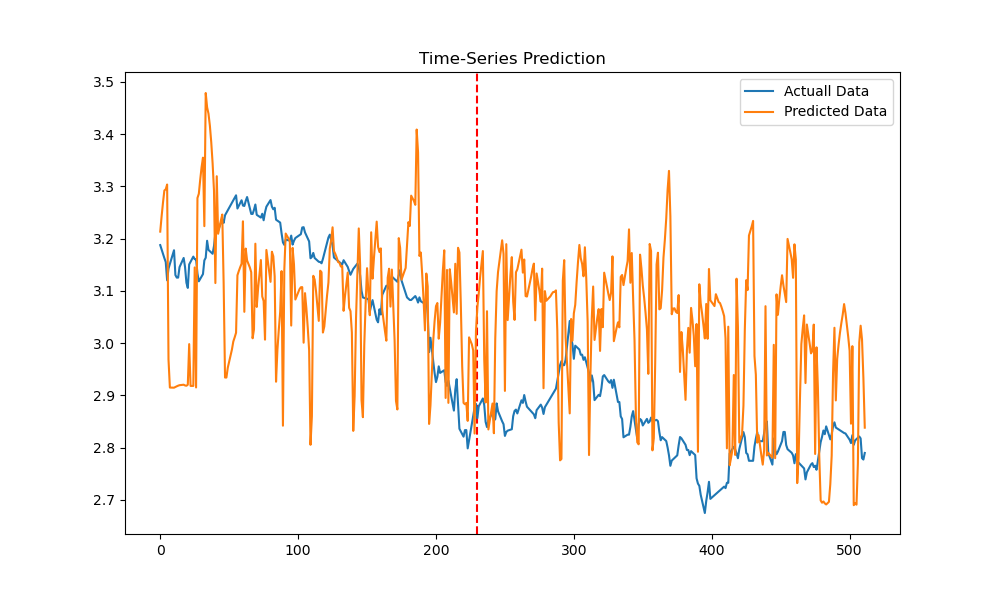 Time-Series Prediction
Actuall Data
Predicted Data
3.5
3.4
3.3
3.2
3.1
3.0
2.9
2.8
2.7
0 100 200 300 400 500